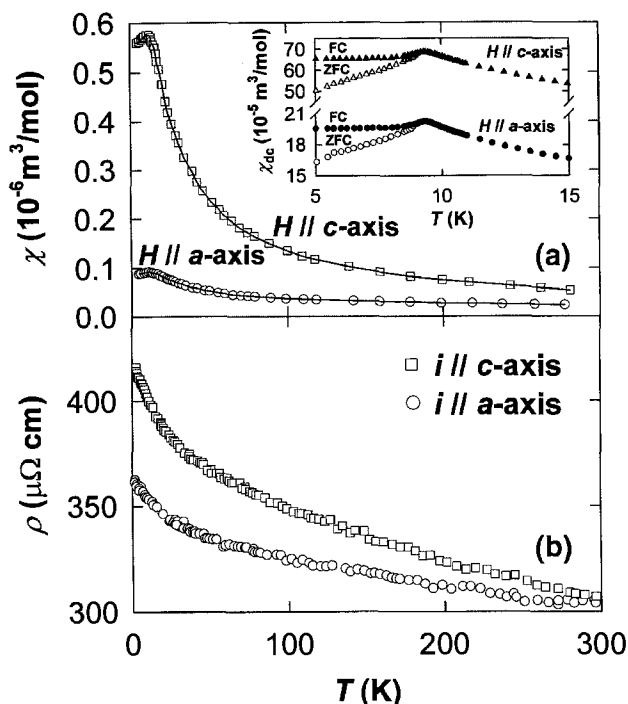 0.6
0.5
0.4
0.3
0.2
0.1
0.0
χ (10⁻⁶m³/mol)
70
60
50
21
18
15
χdc (10⁻⁵ m³/mol)
FC
ZFC
H // c-axis
FC
ZFC
H // a-axis
5 10 15
T (K)
H // c-axis
H // a-axis
(a)
400
350
300
ρ (μΩ cm)
i // c-axis
i // a-axis
(b)
0 100 200 300
T (K)